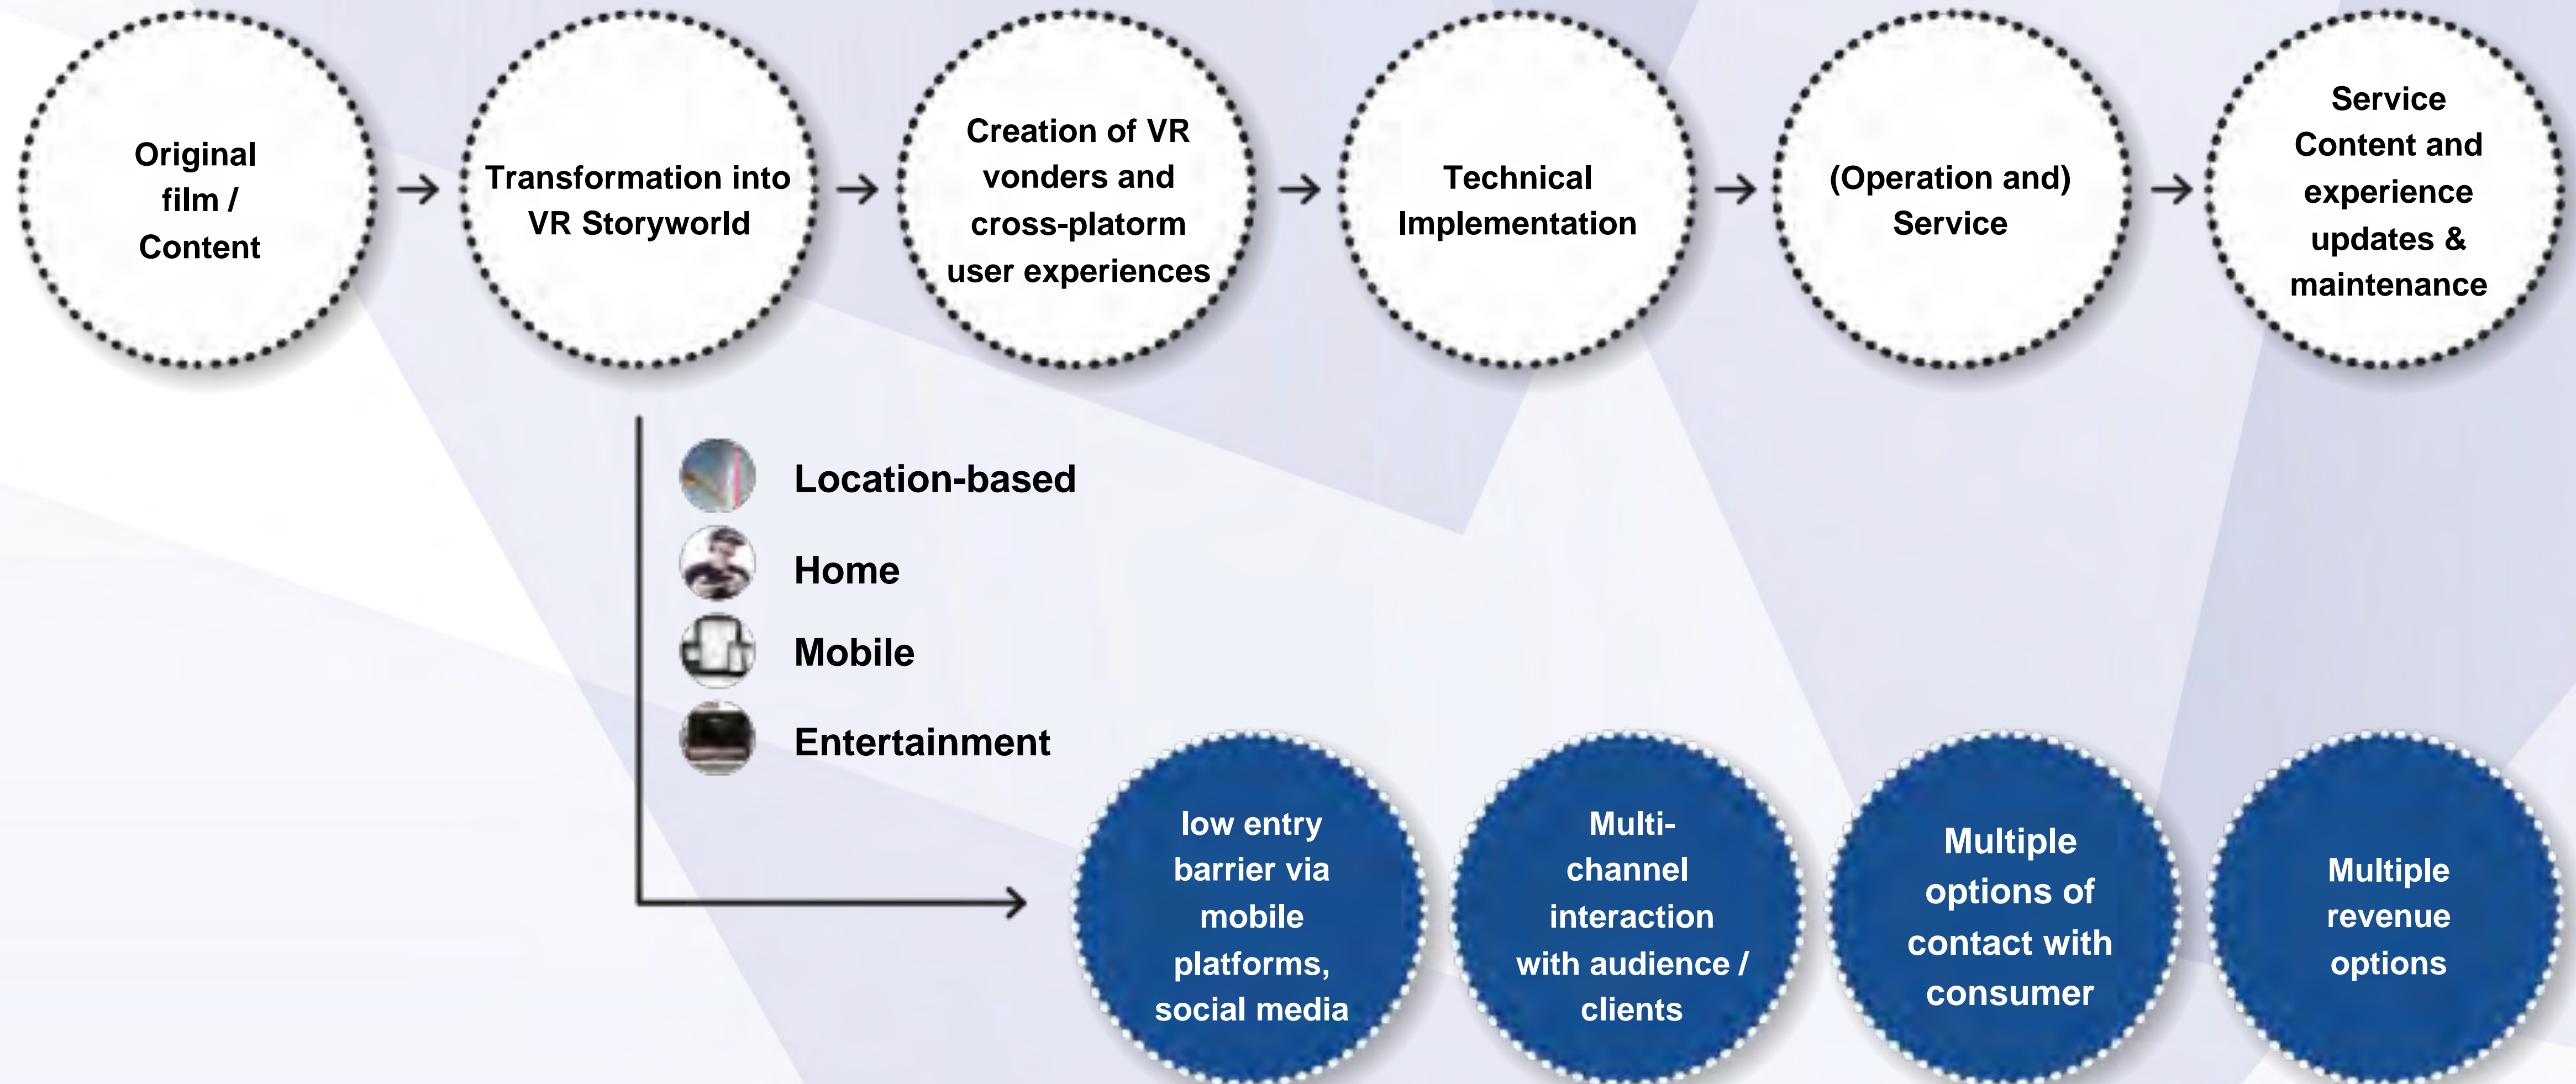 Original
film /
Content
Transformation into
VR Storyworld
Creation of VR
vonders and
cross-platorm
user experiences
Technical
Implementation
(Operation and)
Service
Service
Content and
experience
updates &
maintenance
Location-based
Home
Mobile
Entertainment
low entry
barrier via
mobile
platforms,
social media
Multi-
channel
interaction
with audience /
clients
Multiple
options of
contact with
consumer
Multiple
revenue
options